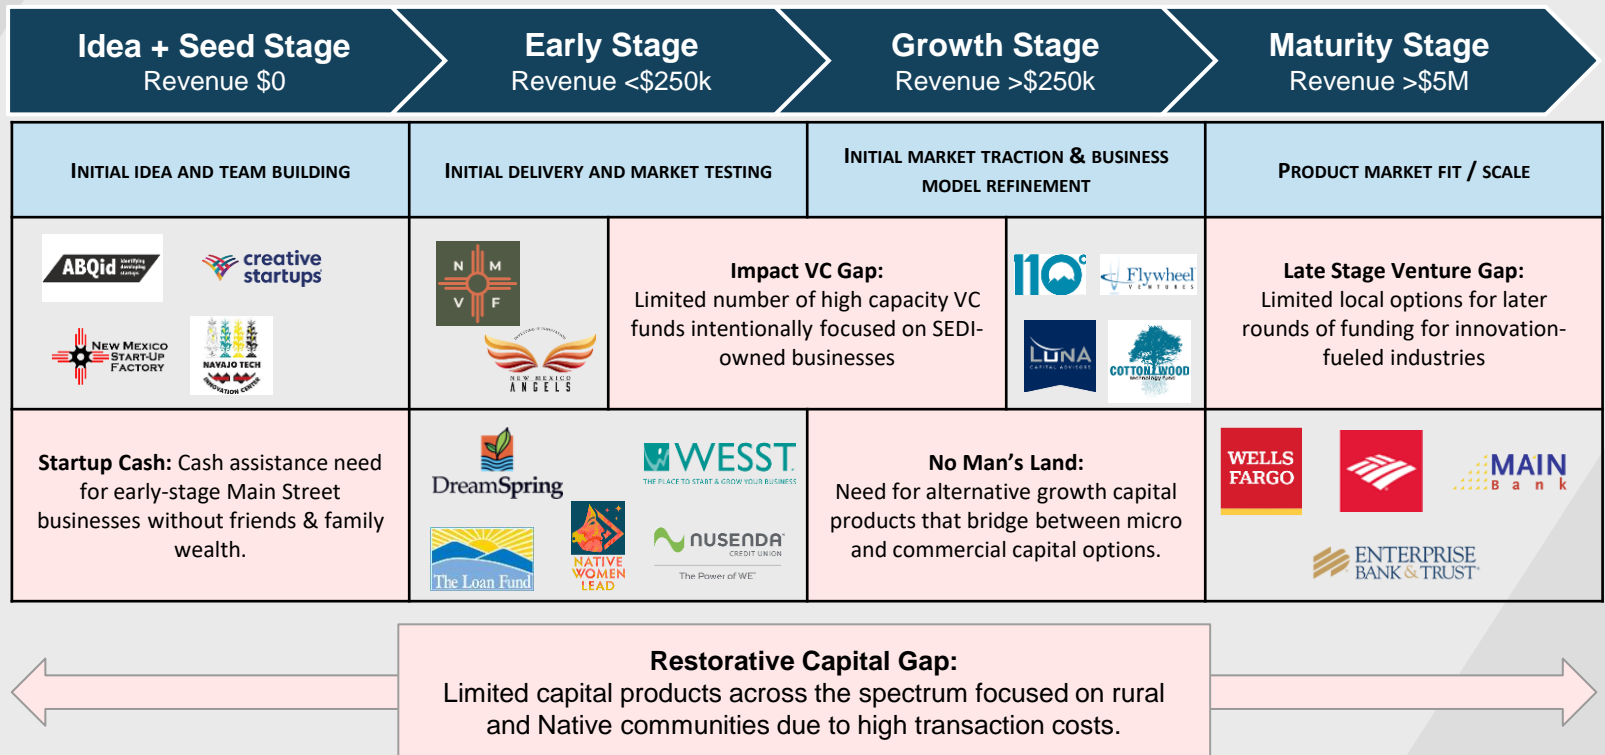 Idea + Seed Stage
Revenue $0
Early Stage
Revenue <$250k
Growth Stage
Revenue >$250k
Maturity Stage
Revenue >$5M
INITIAL IDEA AND TEAM BUILDING
INITIAL DELIVERY AND MARKET TESTING
INITIAL MARKET TRACTION & BUSINESS
MODEL REFINEMENT
PRODUCT MARKET FIT / SCALE
ABQid
identifying
developing
startups
creative
startups
NEW MEXICO
START-UP
FACTORY
NAVAJO TECH
INNOVATION CENTER
N M
V F
NEW MEXICO
ANGELS
Impact VC Gap:
Limited number of high capacity VC
funds intentionally focused on SEDI-
owned businesses
110°
Flywheel
VENTURES
LUNA
CAPITAL ADVISORS
COTTONWOOD
technology fund
Late Stage Venture Gap:
Limited local options for later
rounds of funding for innovation-
fueled industries
Startup Cash: Cash assistance need
for early-stage Main Street
businesses without friends & family
wealth.
DreamSpring
WESST.
THE PLACE TO START & GROW YOUR BUSINESS
The Loan Fund
NATIVE
WOMEN
LEAD
NUSENDA
CREDIT UNION
The Power of WE
No Man’s Land:
Need for alternative growth capital
products that bridge between micro
and commercial capital options.
WELLS
FARGO
MAIN
Bank
ENTERPRISE
BANK & TRUST
Restorative Capital Gap:
Limited capital products across the spectrum focused on rural
and Native communities due to high transaction costs.